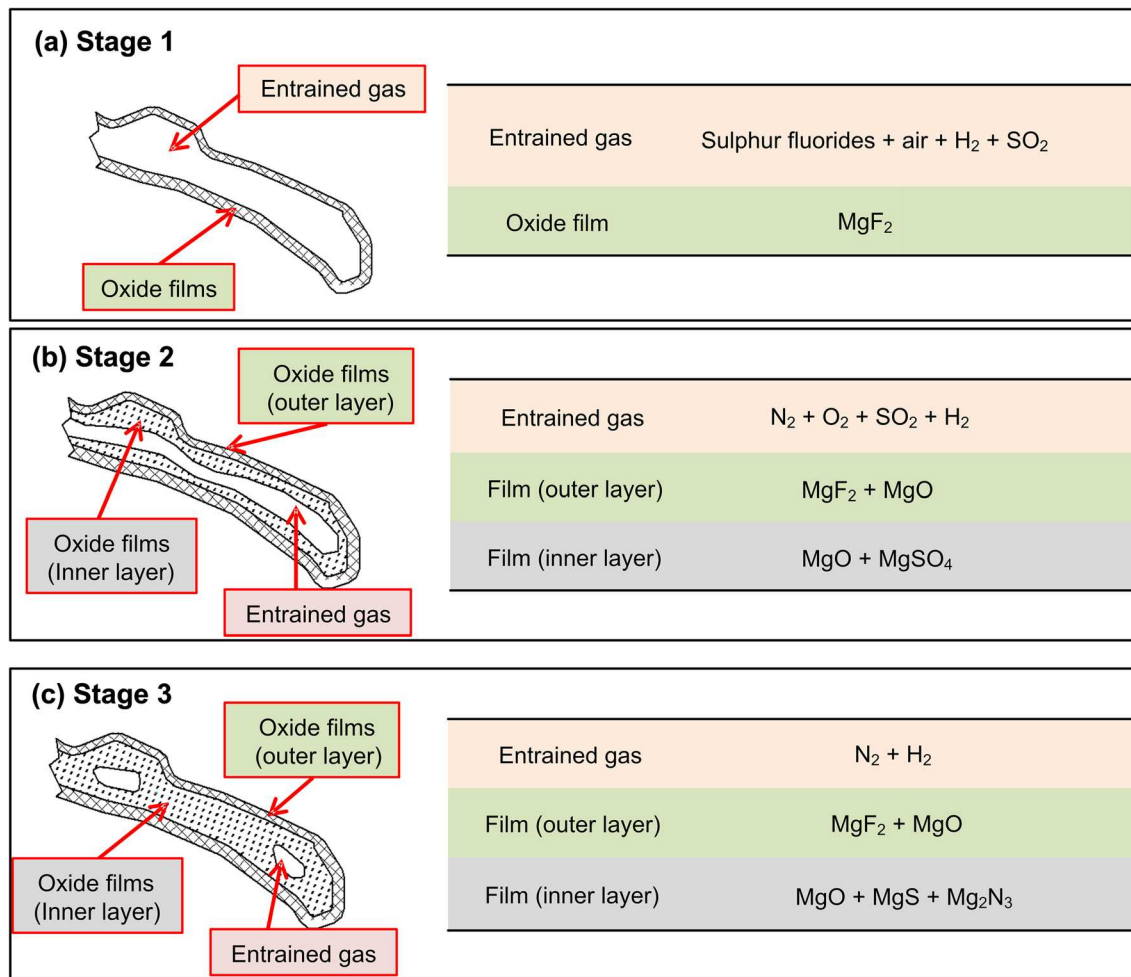 (a) Stage 1
Entrained gas
Oxide films
Entrained gas Sulphur fluorides + air + H₂ + SO₂
Oxide film MgF₂
(b) Stage 2
Oxide films
(outer layer)
Oxide films
(Inner layer)
Entrained gas
Entrained gas N₂ + O₂ + SO₂ + H₂
Film (outer layer) MgF₂ + MgO
Film (inner layer) MgO + MgSO₄
(c) Stage 3
Oxide films
(outer layer)
Oxide films
(Inner layer)
Entrained gas
Entrained gas N₂ + H₂
Film (outer layer) MgF₂ + MgO
Film (inner layer) MgO + MgS + Mg₂N₃